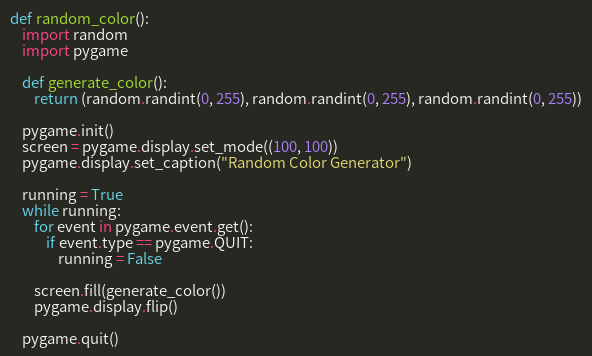 def random_color():
    import random
    import pygame

    def generate_color():
        return (random.randint(0, 255), random.randint(0, 255), random.randint(0, 255))

    pygame.init()
    screen = pygame.display.set_mode((100, 100))
    pygame.display.set_caption("Random Color Generator")

    running = True
    while running:
        for event in pygame.event.get():
            if event.type == pygame.QUIT:
                running = False

        screen.fill(generate_color())
        pygame.display.flip()

    pygame.quit()